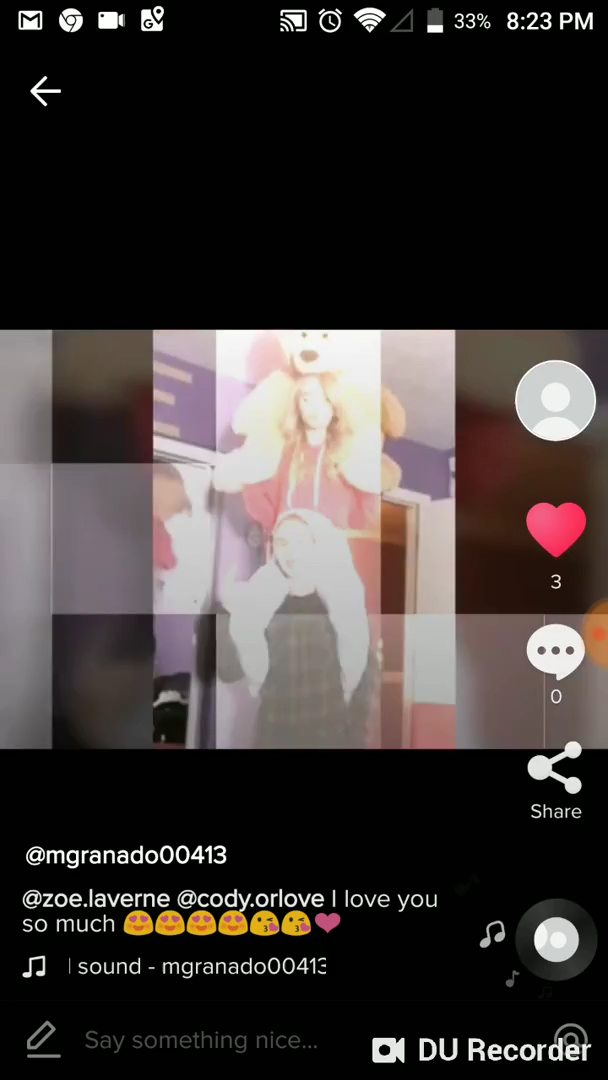 33% 8:23 PM
3
0
Share
@mgranado00413
@zoe.laverne @cody.orlove I love you
so much 😍😍😍😍😘😘❤
sound - mgranado00413
Say something nice...
DU Recorder